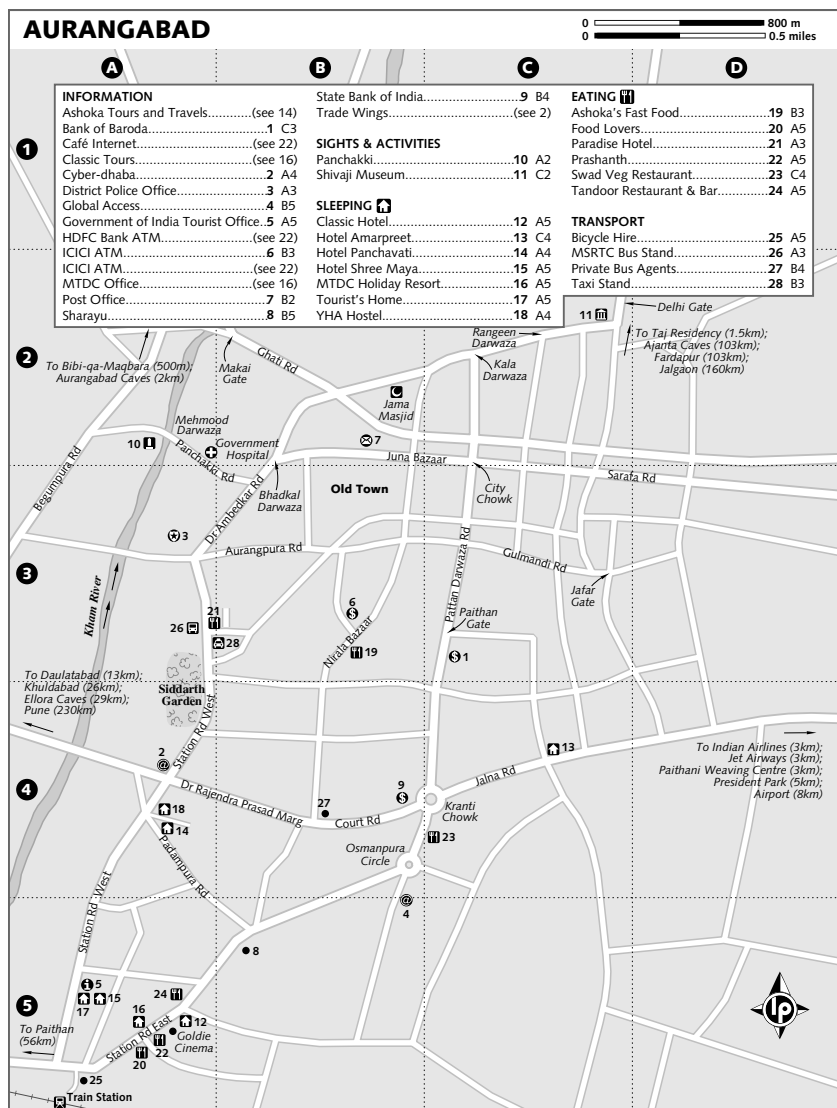 AURANGABAD
0 800 m
0 0.5 miles
A B C D
INFORMATION
Ashoka Tours and Travels............(see 14)
Bank of Baroda.............................1 C3
Café Internet...............................(see 22)
Classic Tours................................(see 16)
Cyber-dhaba................................2 A4
District Police Office....................3 A3
Global Access...............................4 B5
Government of India Tourist Office..5 A5
HDFC Bank ATM.........................(see 22)
ICICI ATM....................................6 B3
ICICI ATM...................................(see 22)
MTDC Office...............................(see 16)
Post Office...................................7 B2
Sharayu........................................8 B5
State Bank of India.......................9 B4
Trade Wings................................(see 2)
SIGHTS & ACTIVITIES
Panchakki....................................10 A2
Shivaji Museum...........................11 C2
SLEEPING
Classic Hotel...............................12 A5
Hotel Amarpreet..........................13 C4
Hotel Panchavati..........................14 A4
Hotel Shree Maya........................15 A5
MTDC Holiday Resort..................16 A5
Tourist's Home............................17 A5
YHA Hostel.................................18 A4
EATING
Ashoka's Fast Food......................19 B3
Food Lovers.................................20 A5
Paradise Hotel..............................21 A3
Prashanth.....................................22 A5
Swad Veg Restaurant....................23 C4
Tandoor Restaurant & Bar............24 A5
TRANSPORT
Bicycle Hire.................................25 A5
MSRTC Bus Stand........................26 A3
Private Bus Agents.......................27 B4
Taxi Stand...................................28 B3
1
Delhi Gate
11
Rangeen
Darwaza
To Taj Residency (1.5km);
Ajanta Caves (103km);
Fardapur (103km);
Jalgaon (160km)
2
To Bibi-qa-Maqbara (500m);
Aurangabad Caves (2km)
Makai
Gate
Ghati Rd
Kala
Darwaza
Jama
Masjid
Mehmood
Darwaza
10
Panchakki Rd
Government
Hospital
7
Juna Bazaar
Begumpura Rd
Dr Ambedkar Rd
Bhadkal
Darwaza
Old Town
City
Chowk
Sarafa Rd
3
Aurangpura Rd
Pattan Darwaza Rd
Gulmandi Rd
3
Kham River
Jafar
Gate
6
21
26
28
Nirala Bazaar
19
Paithan
Gate
1
To Daulatabad (13km);
Khuldabad (26km);
Ellora Caves (29km);
Pune (230km)
Siddarth
Garden
Station Rd West
2
13
To Indian Airlines (3km);
Jet Airways (3km);
Paithani Weaving Centre (3km);
President Park (5km);
Airport (8km)
4
Dr Rajendra Prasad Marg
27
9
Court Rd
Jalna Rd
Kranti
Chowk
18
14
Padampura Rd
23
Osmanpura
Circle
4
Station Rd West
8
5
5
17
15
24
16
12
Station Rd East
Goldie
Cinema
22
20
To Paithan
(56km)
25
Train Station
lp